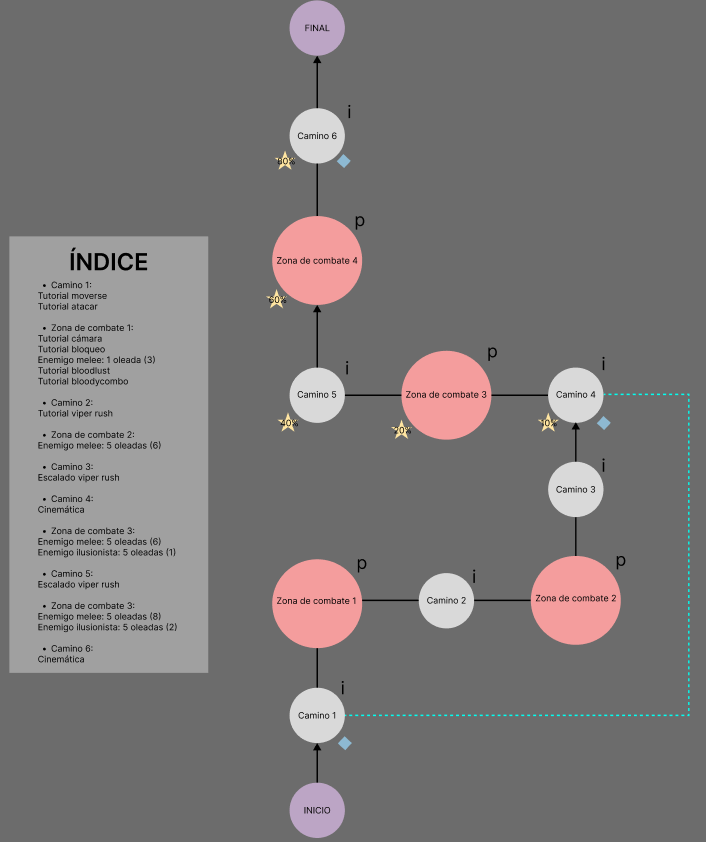 FINAL
i
Camino 6
80%
p
Zona de combate 4
60%
ÍNDICE
• Camino 1:
Tutorial moverse
Tutorial atacar
• Zona de combate 1:
Tutorial cámara
Tutorial bloqueo
Enemigo melee: 1 oleada (3)
Tutorial bloodlust
Tutorial bloodycombo
• Camino 2:
Tutorial viper rush
• Zona de combate 2:
Enemigo melee: 5 oleadas (6)
• Camino 3:
Escalado viper rush
• Camino 4:
Cinemática
• Zona de combate 3:
Enemigo melee: 5 oleadas (6)
Enemigo ilusionista: 5 oleadas (1)
• Camino 5:
Escalado viper rush
• Zona de combate 3:
Enemigo melee: 5 oleadas (8)
Enemigo ilusionista: 5 oleadas (2)
• Camino 6:
Cinemática
i
Camino 5
40%
p
Zona de combate 3
20%
i
Camino 4
10%
i
Camino 3
p
Zona de combate 1
i
Camino 2
p
Zona de combate 2
i
Camino 1
INICIO